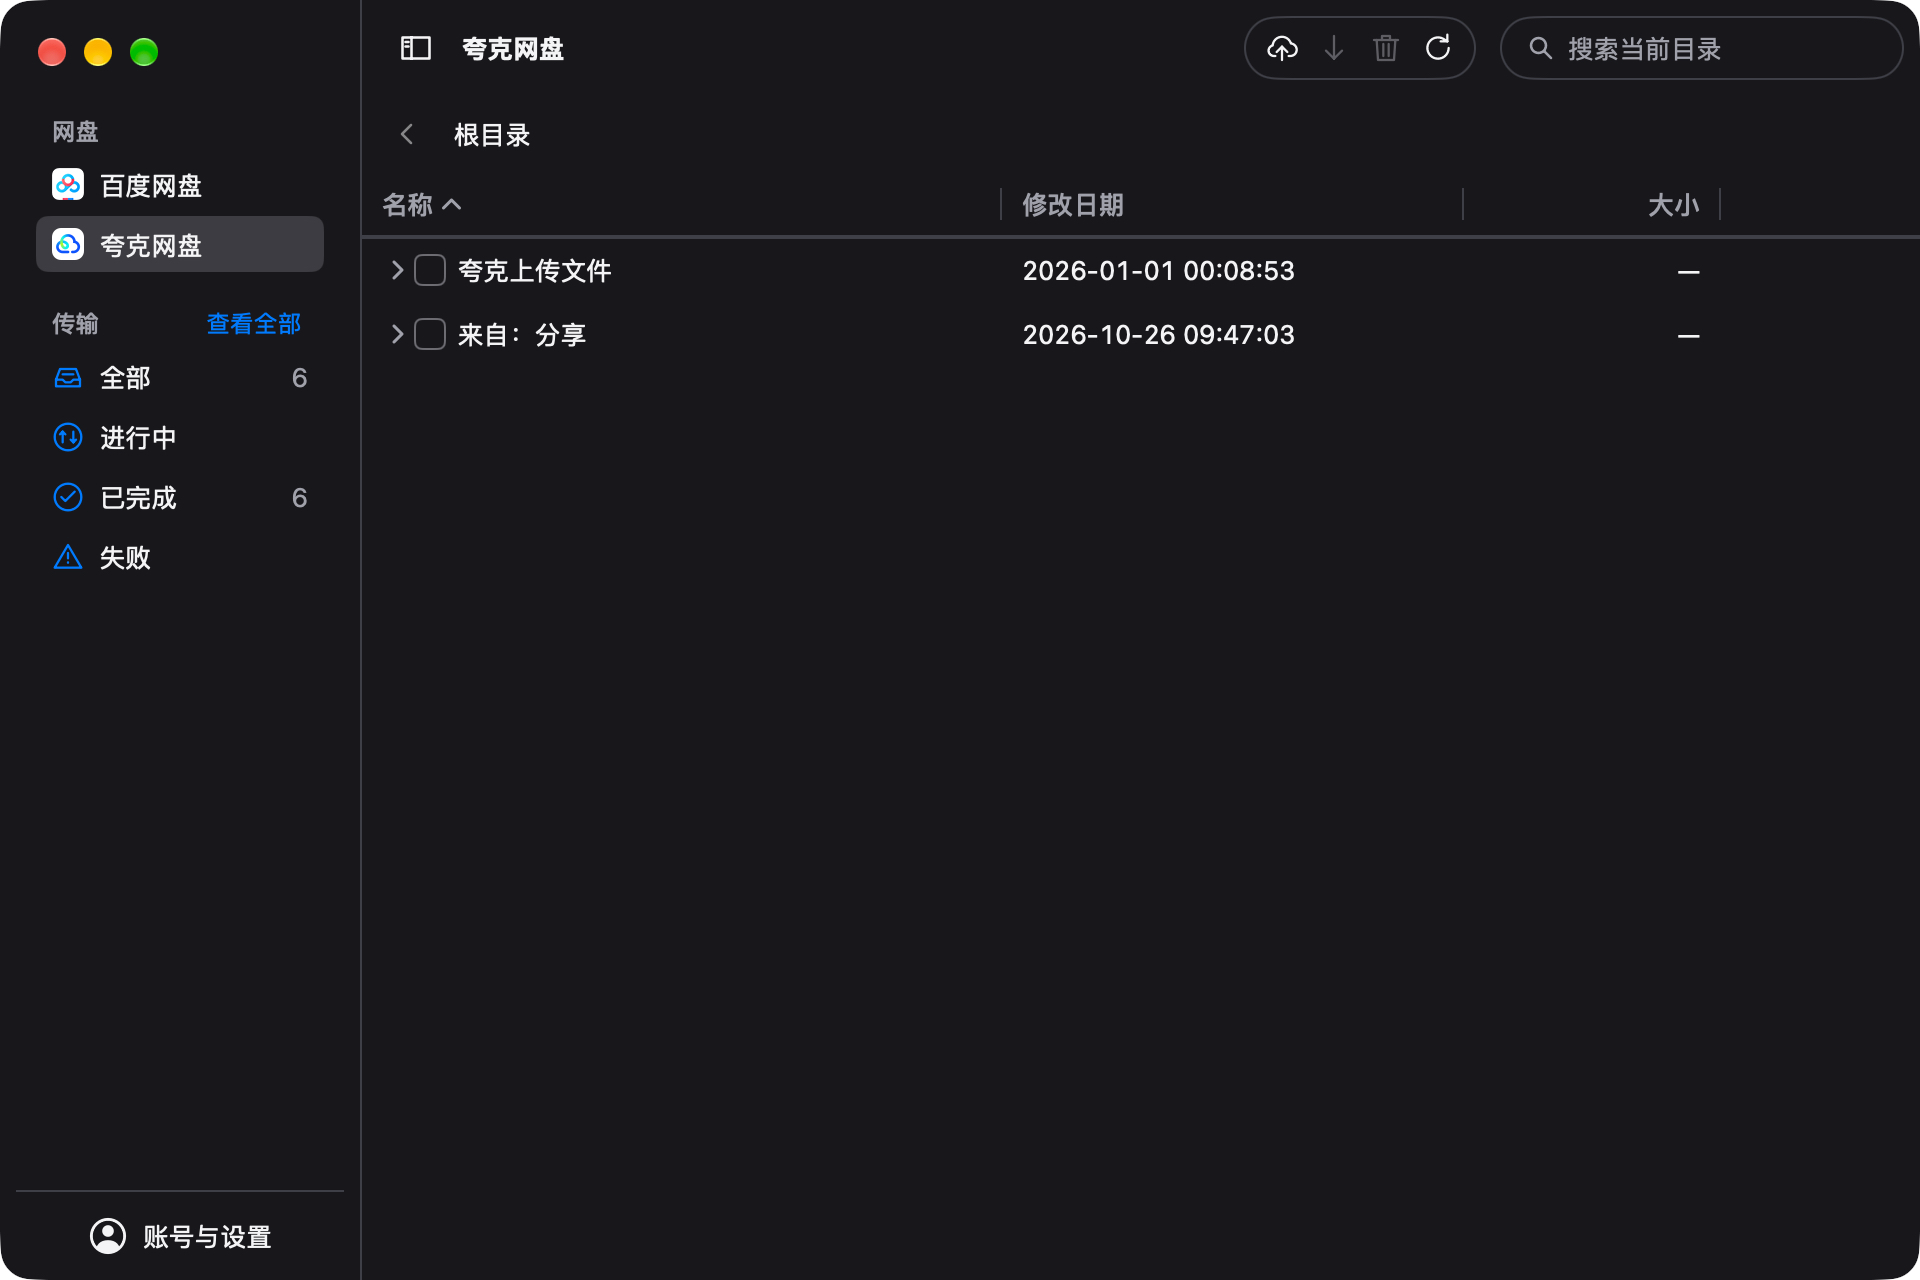 夸克网盘
搜索当前目录
网盘
百度网盘
夸克网盘
传输 查看全部
全部 6
进行中
已完成 6
失败
账号与设置
根目录
名称 修改日期 大小
夸克上传文件 2026-01-01 00:08:53 —
来自：分享 2026-10-26 09:47:03 —